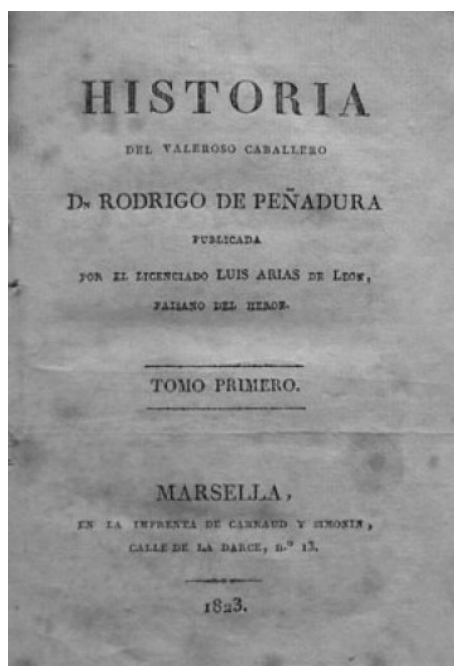 HISTORIA
DEL VALEROSO CABALLERO
Dn RODRIGO DE PEÑADURA
PUBLICADA
POR EL LICENCIADO LUIS ARIAS DE LEON,
PAISANO DEL HEROE.
TOMO PRIMERO.
MARSELLA,
EN LA IMPRENTA DE CARNAUD Y SIMONIN,
CALLE DE LA DARCE, n.º 13.
1823.